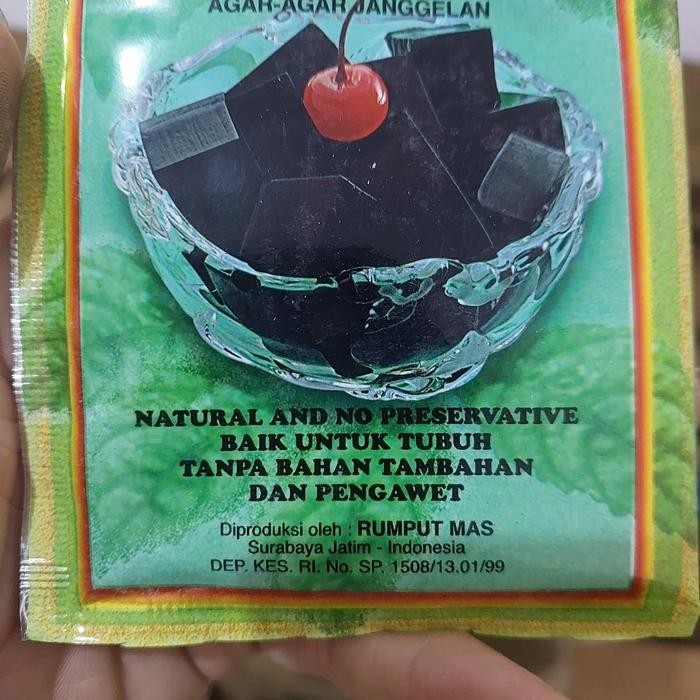 AGAR-AGAR JANGGELAN
NATURAL AND NO PRESERVATIVE
BAIK UNTUK TUBUH
TANPA BAHAN TAMBAHAN
DAN PENGAWET
Diproduksi oleh : RUMPUT MAS
Surabaya Jatim - Indonesia
DEP. KES. RI. No. SP. 1508/13.01/99